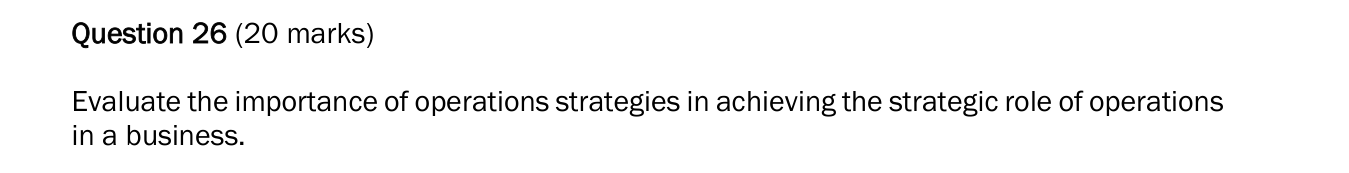 Question 26 (20 marks)
Evaluate the importance of operations strategies in achieving the strategic role of operations
in a business.